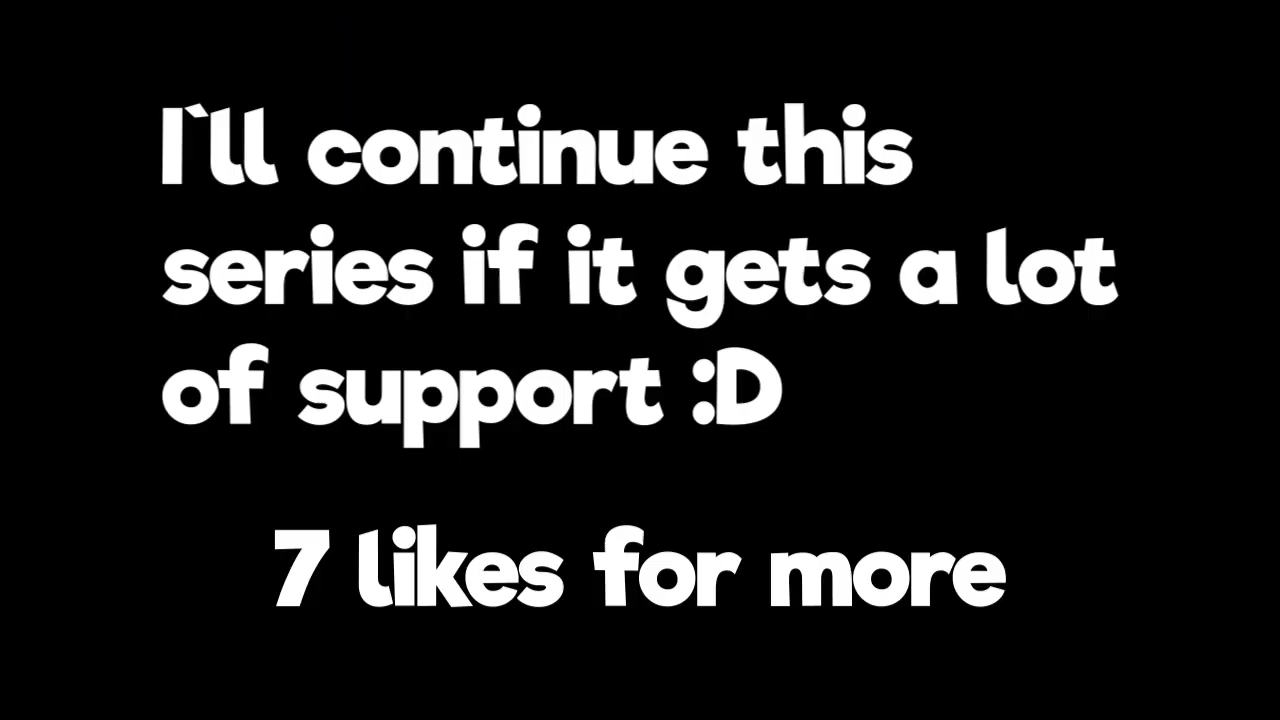 I`ll continue this
series if it gets a lot
of support :D
7 likes for more